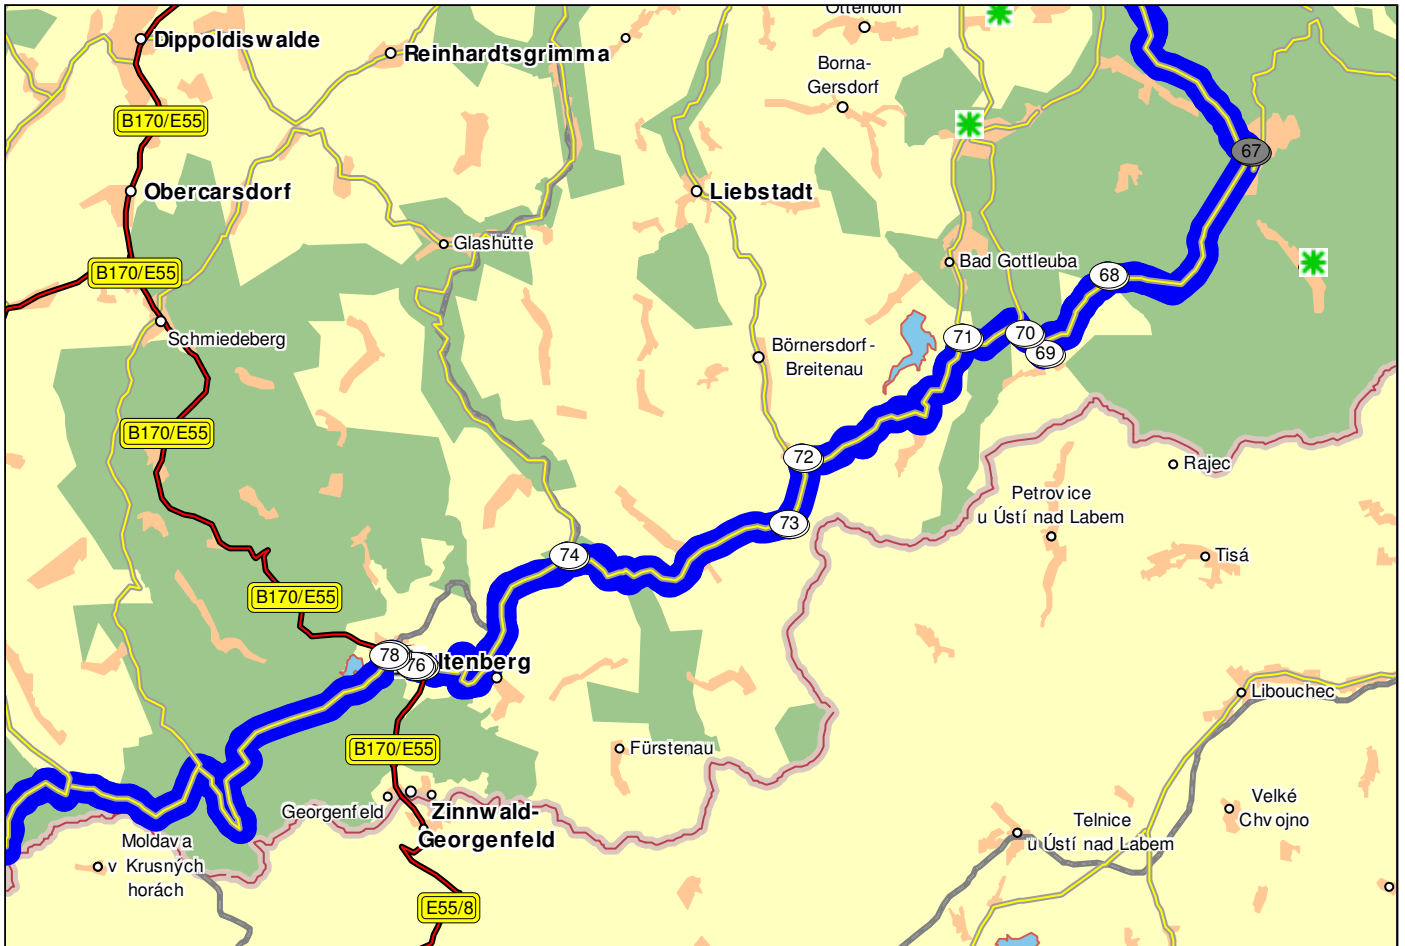 Ottendorf
Dippoldiswalde
Reinhardtsgrimma
Borna-
Gersdorf
B170/E55
67
Obercarsdorf
Liebstadt
Glashütte
Bad Gottleuba
B170/E55
68
Schmiedeberg
71
70
69
Börnersdorf-
Breitenau
B170/E55
72
Rajec
Petrovice
u Ústí nad Labem
73
74
Tisá
B170/E55
78
76
ltenberg
Libouchec
B170/E55
Fürstenau
Georgenfeld
Zinnwald-
Georgenfeld
Velké
Chvojno
Telnice
u Ústí nad Labem
Moldava
v Krusných
horách
E55/8